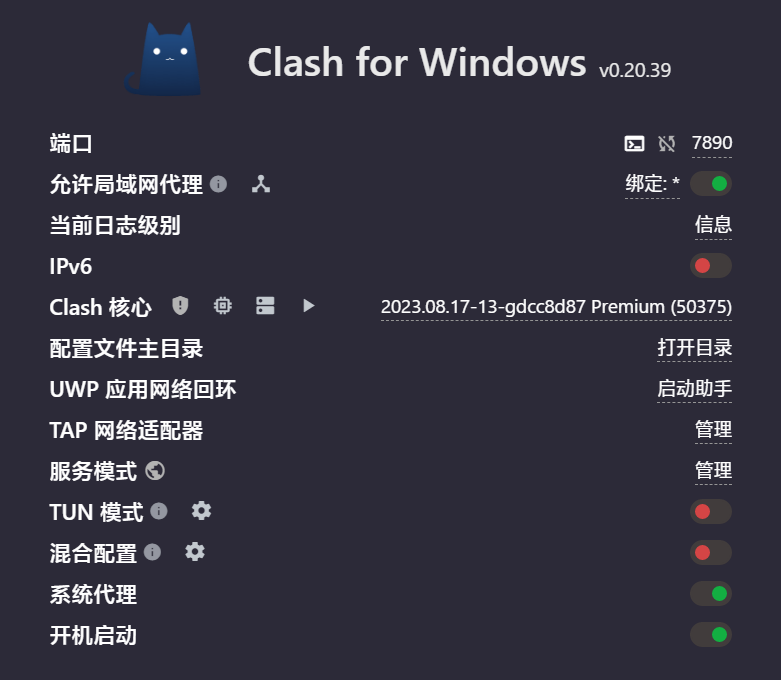 Clash for Windows v0.20.39
端口 7890
允许局域网代理 绑定: *
当前日志级别 信息
IPv6
Clash 核心 2023.08.17-13-gdcc8d87 Premium (50375)
配置文件主目录 打开目录
UWP 应用网络回环 启动助手
TAP 网络适配器 管理
服务模式 管理
TUN 模式
混合配置
系统代理
开机启动